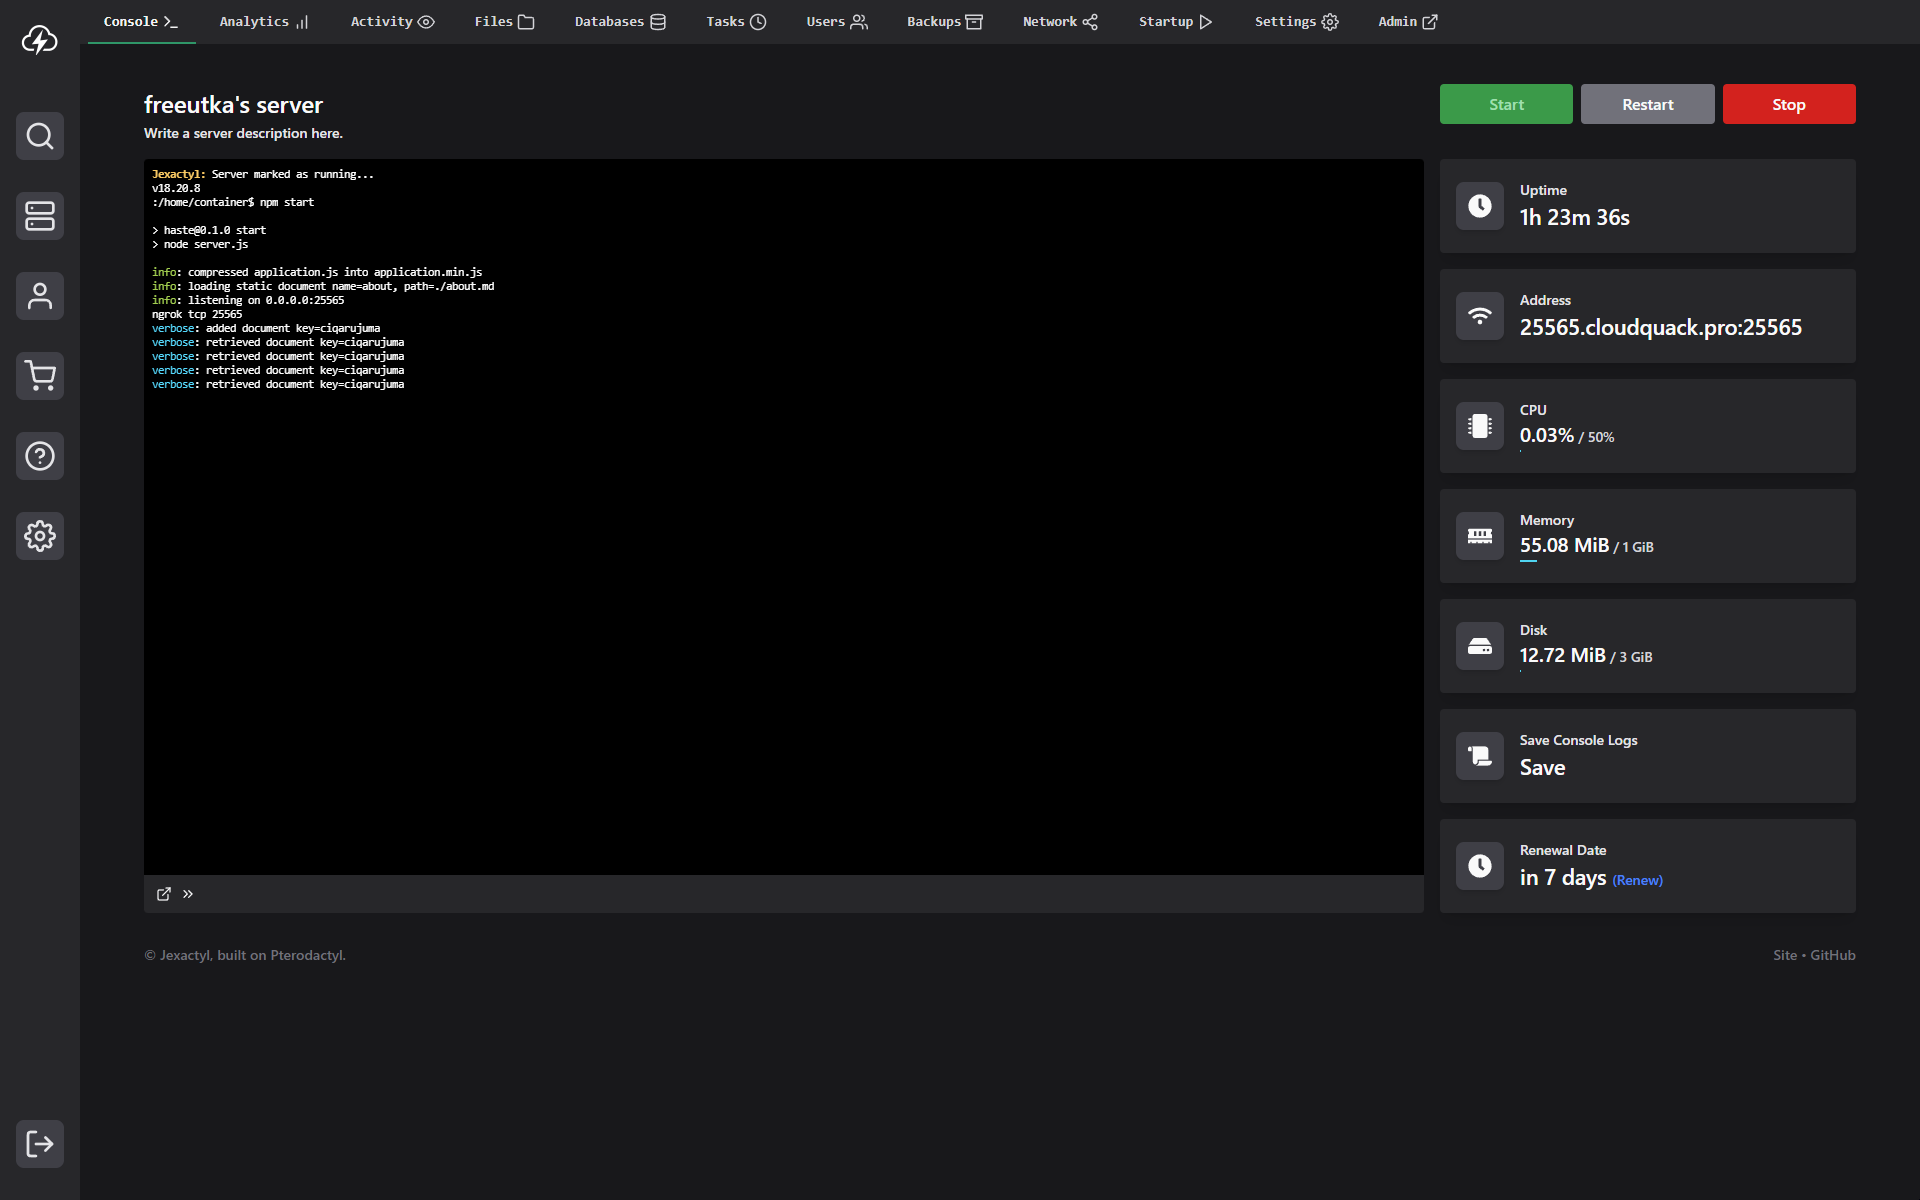 Console
Analytics
Activity
Files
Databases
Tasks
Users
Backups
Network
Startup
Settings
Admin
freeutka's server
Write a server description here.
Start
Restart
Stop
Jexactyl: Server marked as running...
v18.20.8
:/home/container$ npm start
> haste@0.1.0 start
> node server.js
info: compressed application.js into application.min.js
info: loading static document name=about, path=./about.md
info: listening on 0.0.0.0:25565
ngrok tcp 25565
verbose: added document key=ciqarujuma
verbose: retrieved document key=ciqarujuma
verbose: retrieved document key=ciqarujuma
verbose: retrieved document key=ciqarujuma
verbose: retrieved document key=ciqarujuma
Uptime
1h 23m 36s
Address
25565.cloudquack.pro:25565
CPU
0.03% / 50%
Memory
55.08 MiB / 1 GiB
Disk
12.72 MiB / 3 GiB
Save Console Logs
Save
Renewal Date
in 7 days (Renew)
© Jexactyl, built on Pterodactyl.
Site • GitHub